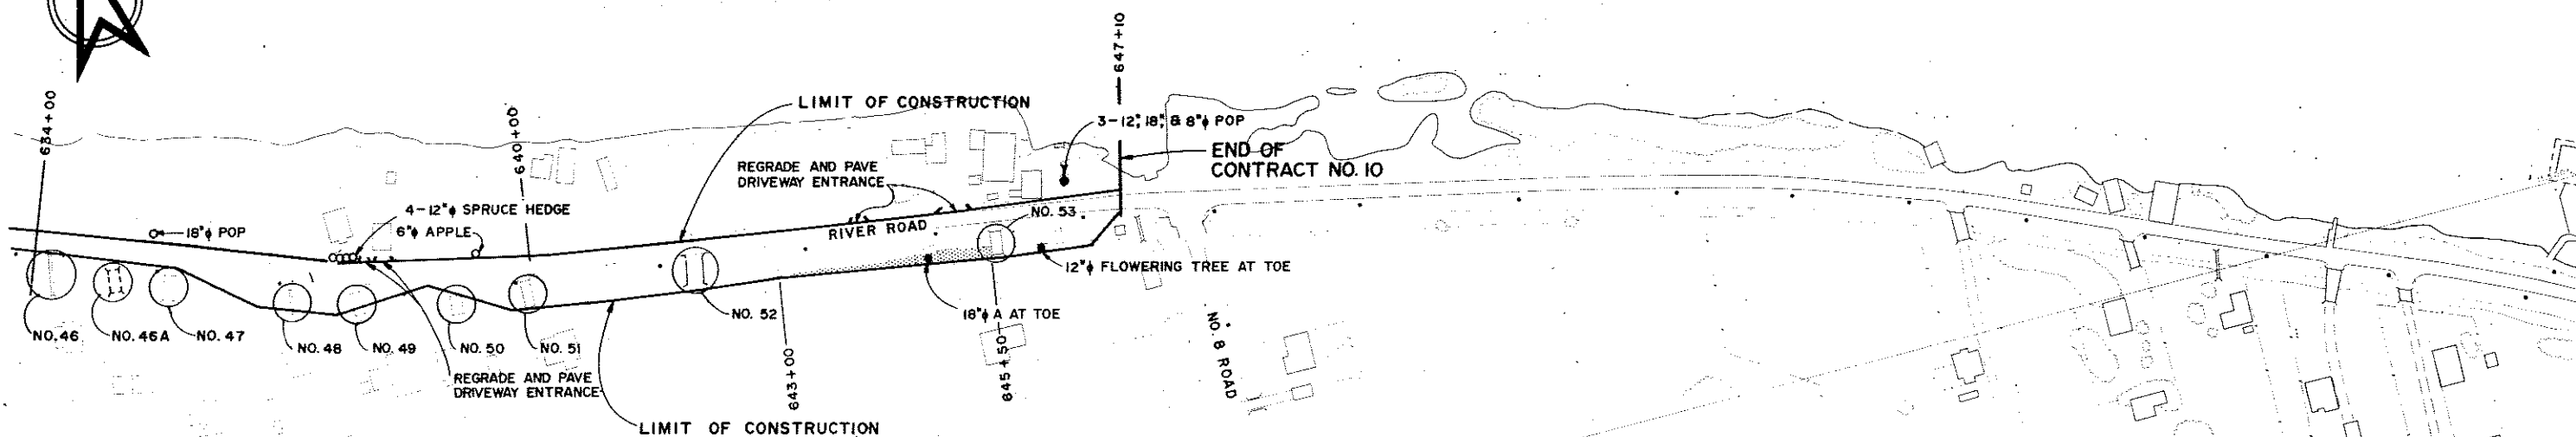 647+10
634+00
640+00
LIMIT OF CONSTRUCTION
3-12", 18", & 8"φ POP
END OF
CONTRACT NO. 10
REGRADE AND PAVE
DRIVEWAY ENTRANCE
4-12"φ SPRUCE HEDGE
6"φ APPLE
18"φ POP
RIVER ROAD
NO. 53
12"φ FLOWERING TREE AT TOE
18"φ A AT TOE
NO. 52
NO. 46
NO. 46A
NO. 47
NO. 48
NO. 49
NO. 50
NO. 51
643+00
645+50
NO. 8 ROAD
REGRADE AND PAVE
DRIVEWAY ENTRANCE
LIMIT OF CONSTRUCTION